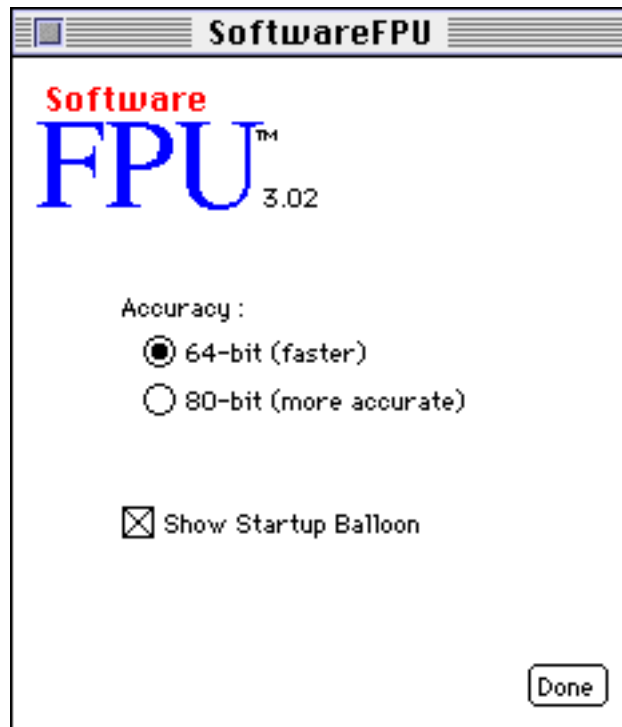 SoftwareFPU
Software
FPU™
3.02
Accuracy :
64-bit (faster)
80-bit (more accurate)
Show Startup Balloon
Done